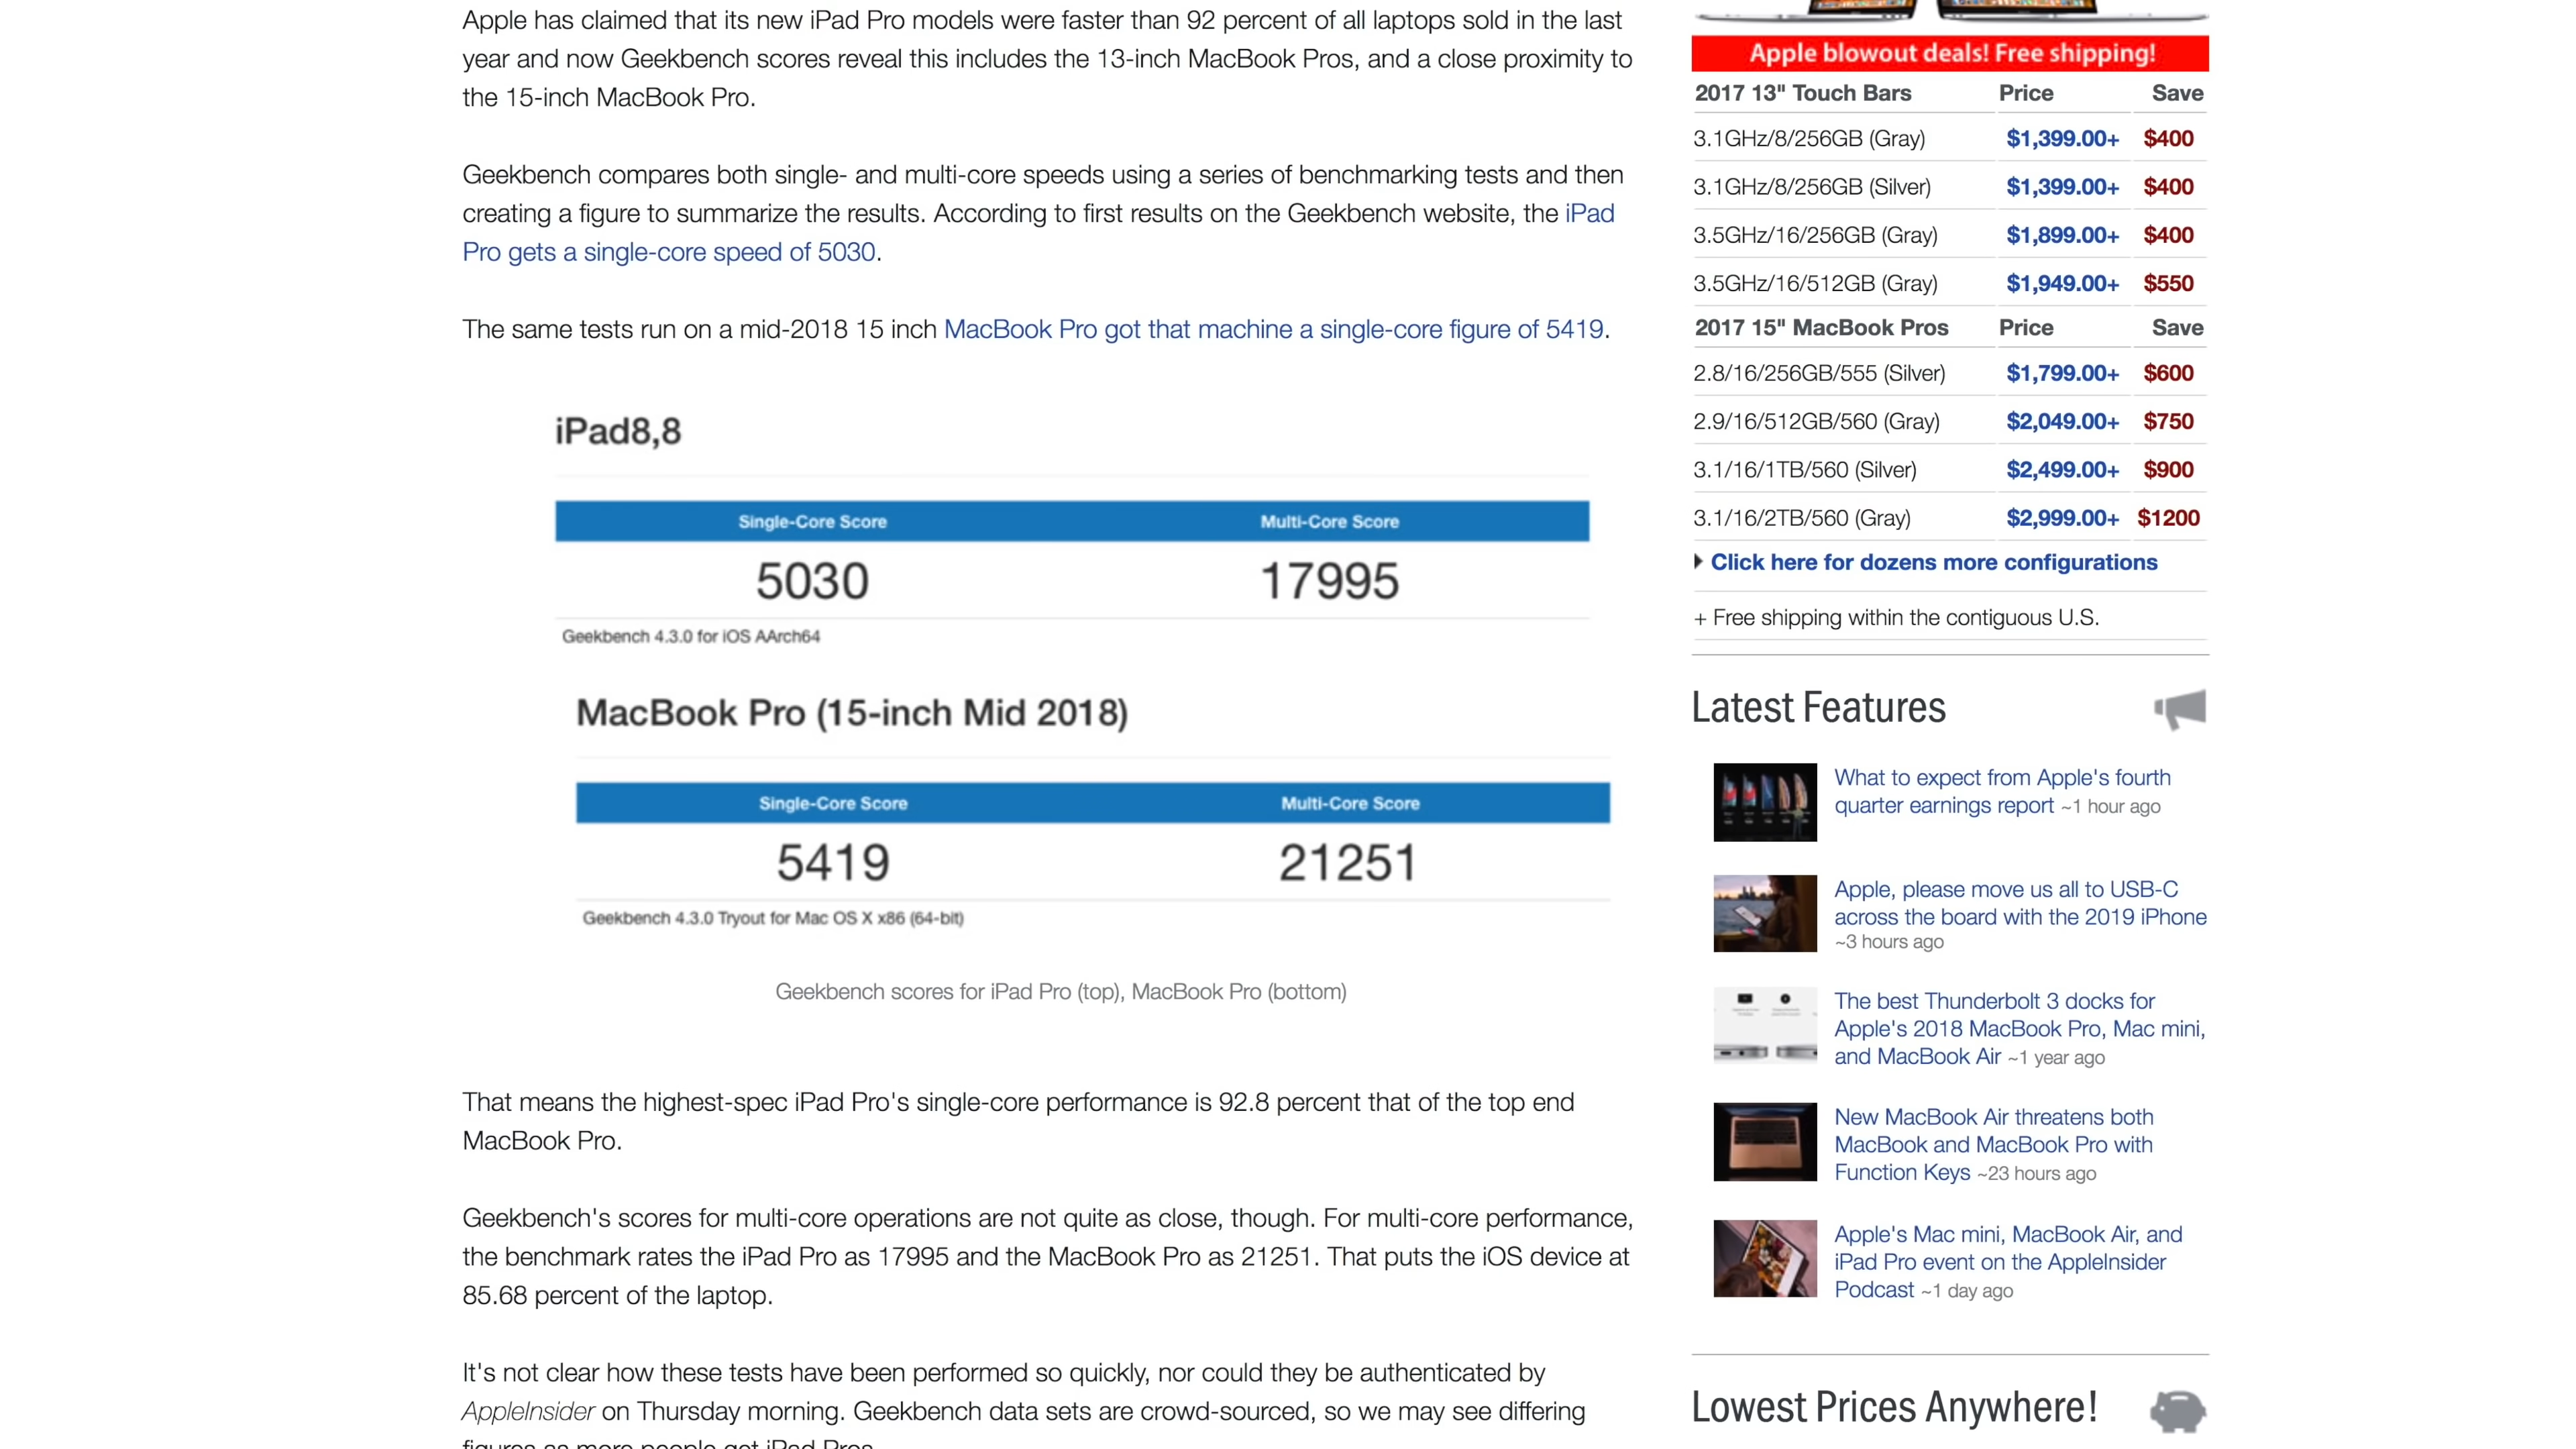 Apple has claimed that its new iPad Pro models were faster than 92 percent of all laptops sold in the last
year and now Geekbench scores reveal this includes the 13-inch MacBook Pros, and a close proximity to
the 15-inch MacBook Pro.
Geekbench compares both single- and multi-core speeds using a series of benchmarking tests and then
creating a figure to summarize the results. According to first results on the Geekbench website, the iPad
Pro gets a single-core speed of 5030.
The same tests run on a mid-2018 15 inch MacBook Pro got that machine a single-core figure of 5419.
iPad8,8
Single-Core Score Multi-Core Score
5030 17995
Geekbench 4.3.0 for iOS AArch64
MacBook Pro (15-inch Mid 2018)
Single-Core Score Multi-Core Score
5419 21251
Geekbench 4.3.0 Tryout for Mac OS X x86 (64-bit)
Geekbench scores for iPad Pro (top), MacBook Pro (bottom)
That means the highest-spec iPad Pro's single-core performance is 92.8 percent that of the top end
MacBook Pro.
Geekbench's scores for multi-core operations are not quite as close, though. For multi-core performance,
the benchmark rates the iPad Pro as 17995 and the MacBook Pro as 21251. That puts the iOS device at
85.68 percent of the laptop.
It's not clear how these tests have been performed so quickly, nor could they be authenticated by
AppleInsider on Thursday morning. Geekbench data sets are crowd-sourced, so we may see differing
figures as more people get iPad Pros.
Apple blowout deals! Free shipping!
2017 13" Touch Bars Price Save
3.1GHz/8/256GB (Gray) $1,399.00+ $400
3.1GHz/8/256GB (Silver) $1,399.00+ $400
3.5GHz/16/256GB (Gray) $1,899.00+ $400
3.5GHz/16/512GB (Gray) $1,949.00+ $550
2017 15" MacBook Pros Price Save
2.8/16/256GB/555 (Silver) $1,799.00+ $600
2.9/16/512GB/560 (Gray) $2,049.00+ $750
3.1/16/1TB/560 (Silver) $2,499.00+ $900
3.1/16/2TB/560 (Gray) $2,999.00+ $1200
Click here for dozens more configurations
+ Free shipping within the contiguous U.S.
Latest Features
What to expect from Apple's fourth
quarter earnings report ~1 hour ago
Apple, please move us all to USB-C
across the board with the 2019 iPhone
~3 hours ago
The best Thunderbolt 3 docks for
Apple's 2018 MacBook Pro, Mac mini,
and MacBook Air ~1 year ago
New MacBook Air threatens both
MacBook and MacBook Pro with
Function Keys ~23 hours ago
Apple's Mac mini, MacBook Air, and
iPad Pro event on the AppleInsider
Podcast ~1 day ago
Lowest Prices Anywhere!